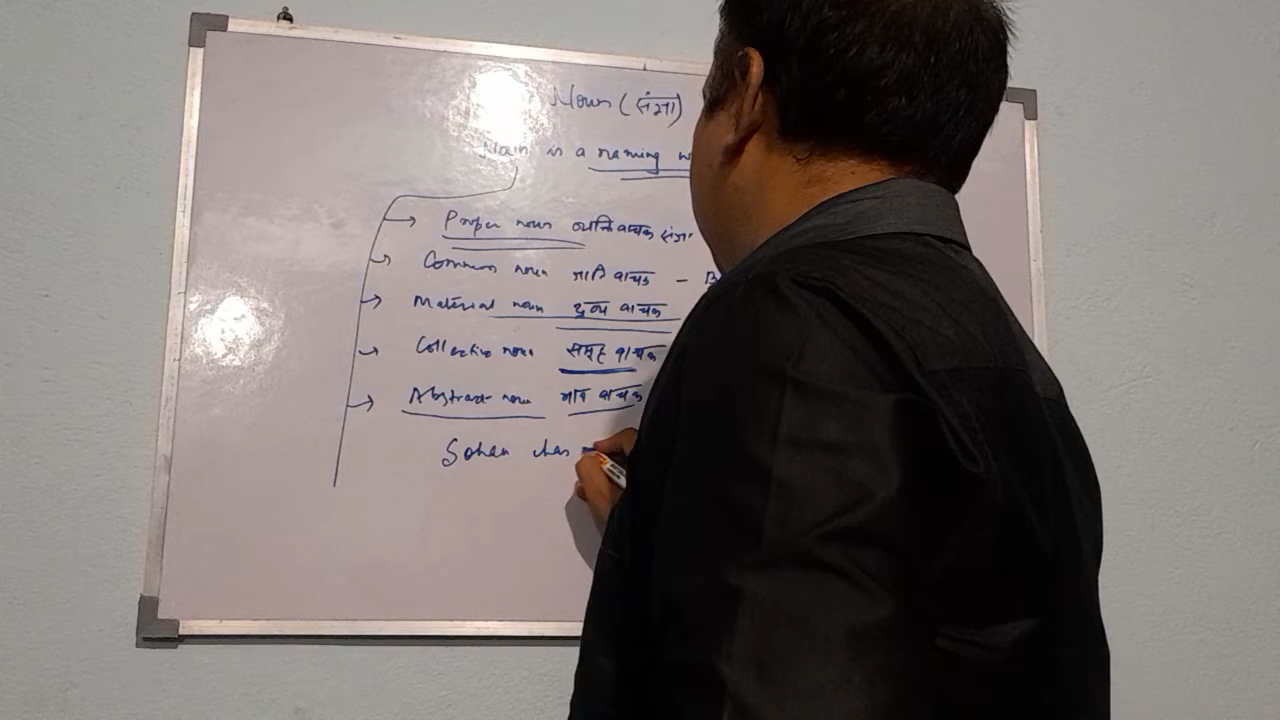 Noun (संज्ञा)
Noun is a naming
Proper noun व्यक्ति वाचक संज्ञा
Common noun जाति वाचक -
Material noun द्रव्य वाचक
Collective noun समूह वाचक
Abstract noun भाव वाचक
Sohan has